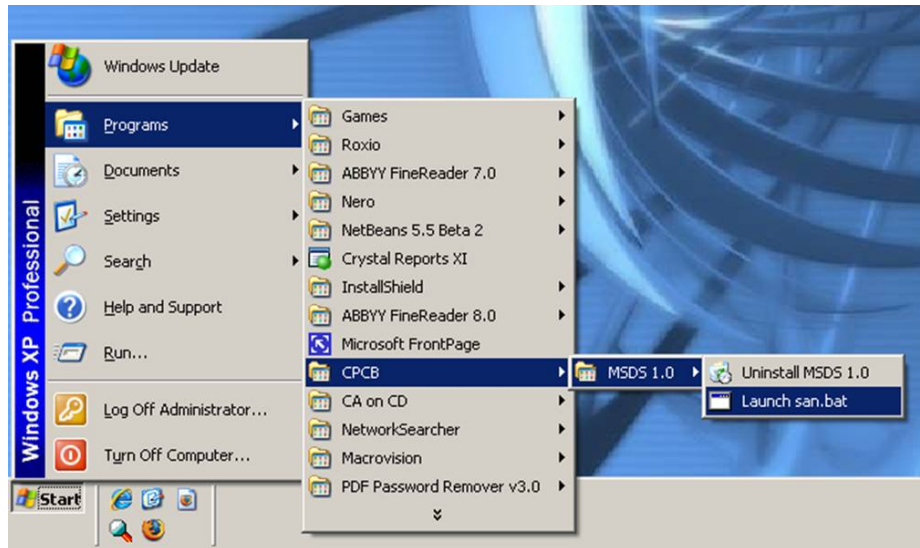 Windows XP Professional
Windows Update
Programs
Documents
Settings
Search
Help and Support
Run...
Log Off Administrator...
Turn Off Computer...
Start
Games
Roxio
ABBYY FineReader 7.0
Nero
NetBeans 5.5 Beta 2
Crystal Reports XI
InstallShield
ABBYY FineReader 8.0
Microsoft FrontPage
CPCB
CA on CD
NetworkSearcher
Macrovision
PDF Password Remover v3.0
MSDS 1.0
Uninstall MSDS 1.0
Launch san.bat